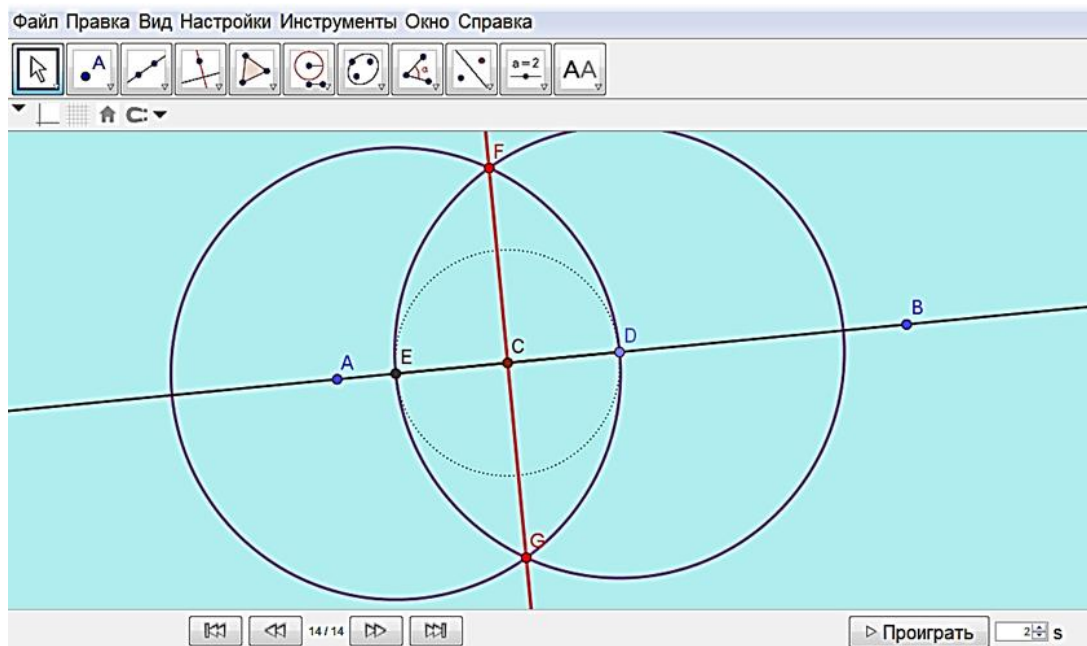 Файл Правка Вид Настройки Инструменты Окно Справка
A α a=2 AA
F
A E C D B
G
14 / 14 Проиграть 2 s